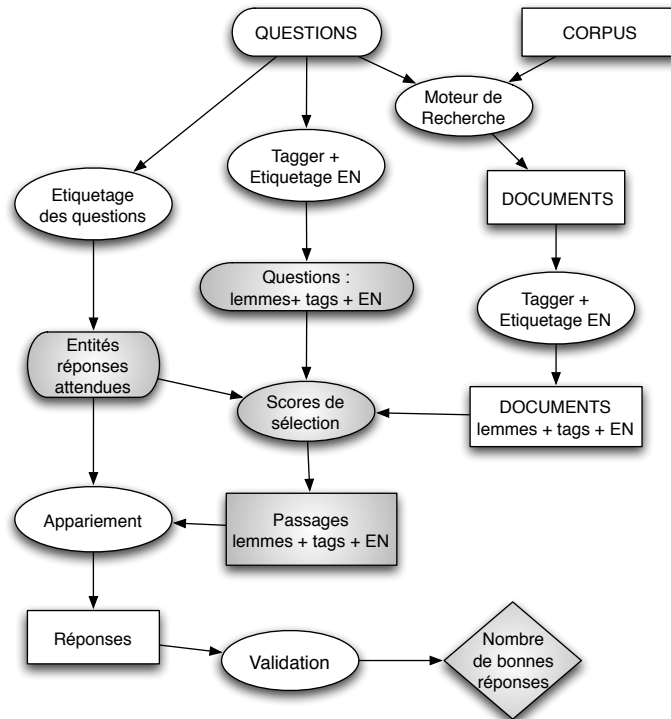 QUESTIONS
CORPUS
Moteur de
Recherche
Tagger +
Etiquetage EN
Etiquetage
des questions
DOCUMENTS
Questions :
lemmes+ tags + EN
Tagger +
Etiquetage EN
Entités
réponses
attendues
Scores de
sélection
DOCUMENTS
lemmes + tags + EN
Appariement
Passages
lemmes + tags + EN
Réponses
Validation
Nombre
de bonnes
réponses